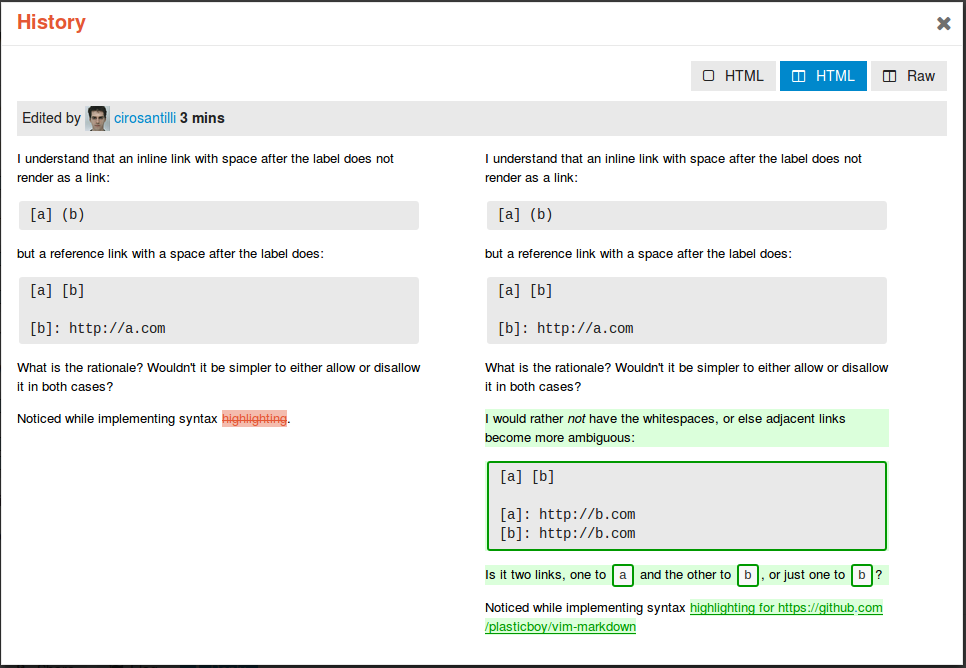 History
HTML
HTML
Raw
Edited by cirosantilli 3 mins
I understand that an inline link with space after the label does not
render as a link:
[a] (b)
but a reference link with a space after the label does:
[a] [b]
[b]: http://a.com
What is the rationale? Wouldn't it be simpler to either allow or disallow
it in both cases?
Noticed while implementing syntax highlighting.
I understand that an inline link with space after the label does not
render as a link:
[a] (b)
but a reference link with a space after the label does:
[a] [b]
[b]: http://a.com
What is the rationale? Wouldn't it be simpler to either allow or disallow
it in both cases?
I would rather not have the whitespaces, or else adjacent links
become more ambiguous:
[a] [b]
[a]: http://b.com
[b]: http://b.com
Is it two links, one to a and the other to b, or just one to b?
Noticed while implementing syntax highlighting for https://github.com
/plasticboy/vim-markdown